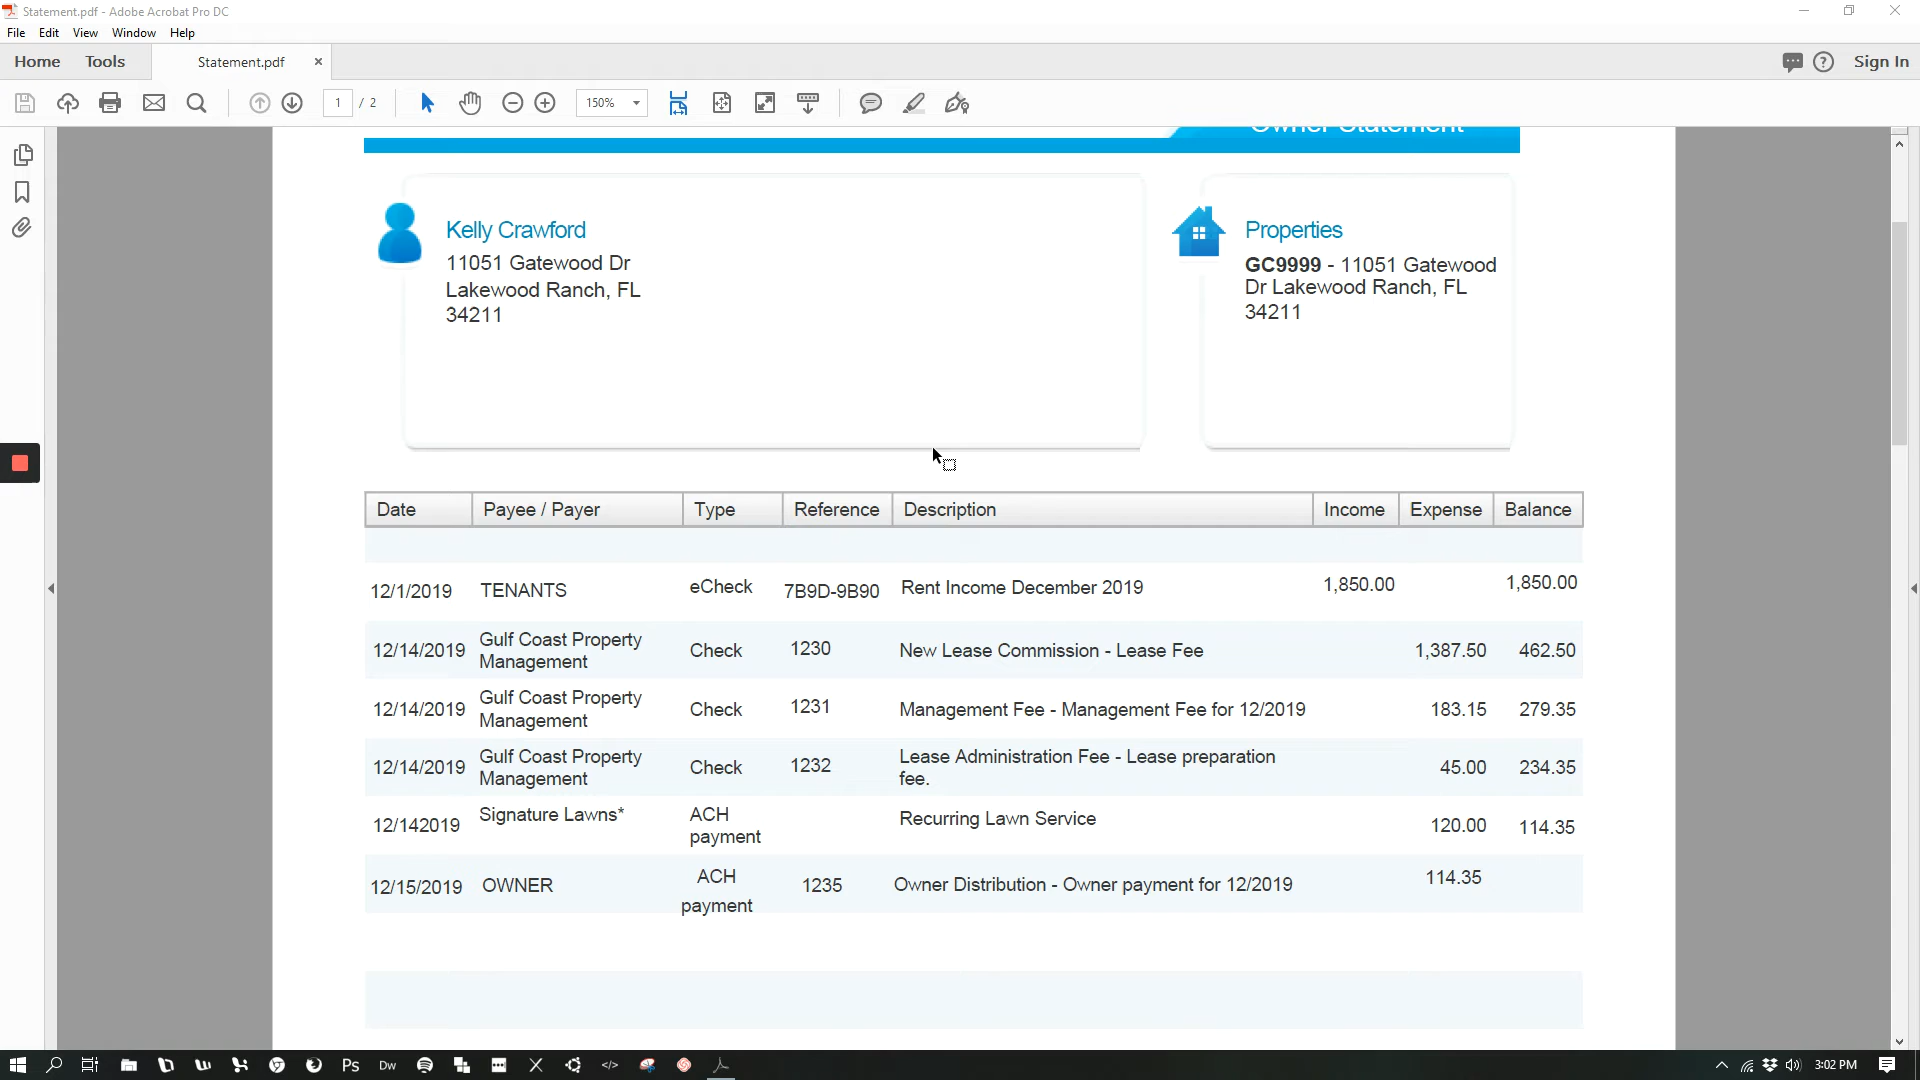 Statement.pdf - Adobe Acrobat Pro DC
File Edit View Window Help
Home Tools Statement.pdf × Sign In
1 / 2 150%
Owner Statement
Kelly Crawford
11051 Gatewood Dr
Lakewood Ranch, FL
34211
Properties
GC9999 - 11051 Gatewood
Dr Lakewood Ranch, FL
34211
Date Payee / Payer Type Reference Description Income Expense Balance
12/1/2019 TENANTS eCheck 7B9D-9B90 Rent Income December 2019 1,850.00 1,850.00
12/14/2019 Gulf Coast Property Management Check 1230 New Lease Commission - Lease Fee 1,387.50 462.50
12/14/2019 Gulf Coast Property Management Check 1231 Management Fee - Management Fee for 12/2019 183.15 279.35
12/14/2019 Gulf Coast Property Management Check 1232 Lease Administration Fee - Lease preparation fee. 45.00 234.35
12/142019 Signature Lawns* ACH payment Recurring Lawn Service 120.00 114.35
12/15/2019 OWNER ACH payment 1235 Owner Distribution - Owner payment for 12/2019 114.35
Ps Dw 3:02 PM